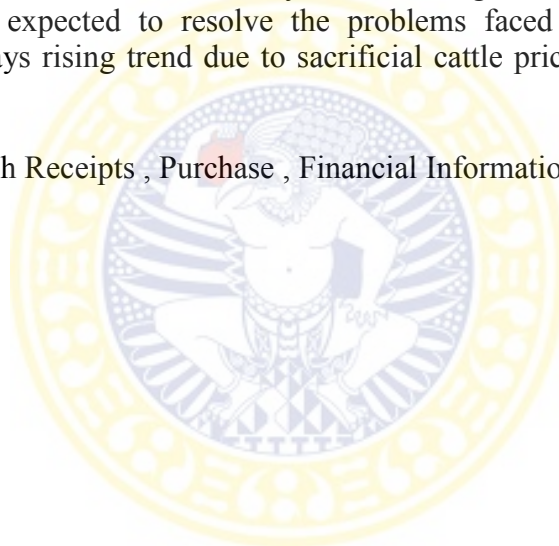 expected to resolve the problems faced
ys rising trend due to sacrificial cattle pric
h Receipts , Purchase , Financial Informatio